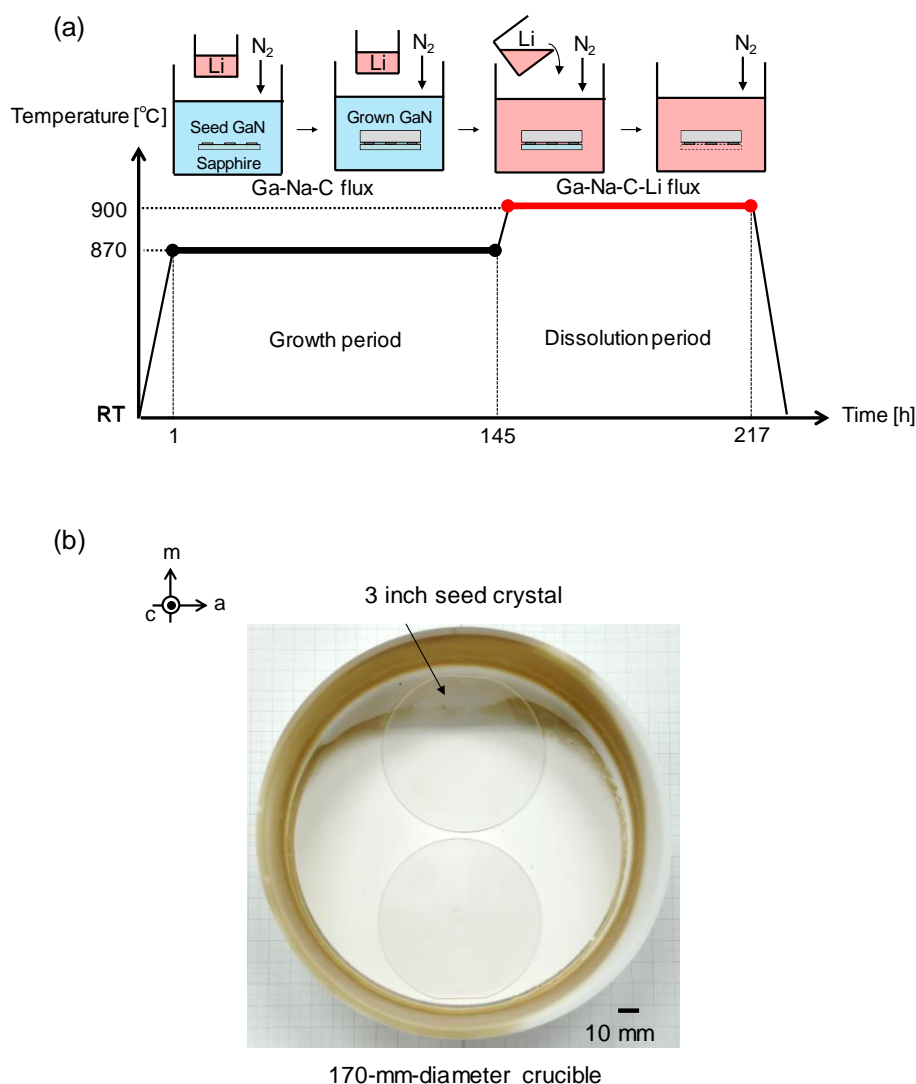 (a)
Li
N2
Li
N2
Li
N2
N2
Temperature [℃]
Seed GaN
Sapphire
Grown GaN
Ga-Na-C flux
Ga-Na-C-Li flux
900
870
Growth period
Dissolution period
RT
1
145
217
Time [h]
(b)
m
c
a
3 inch seed crystal
10 mm
170-mm-diameter crucible